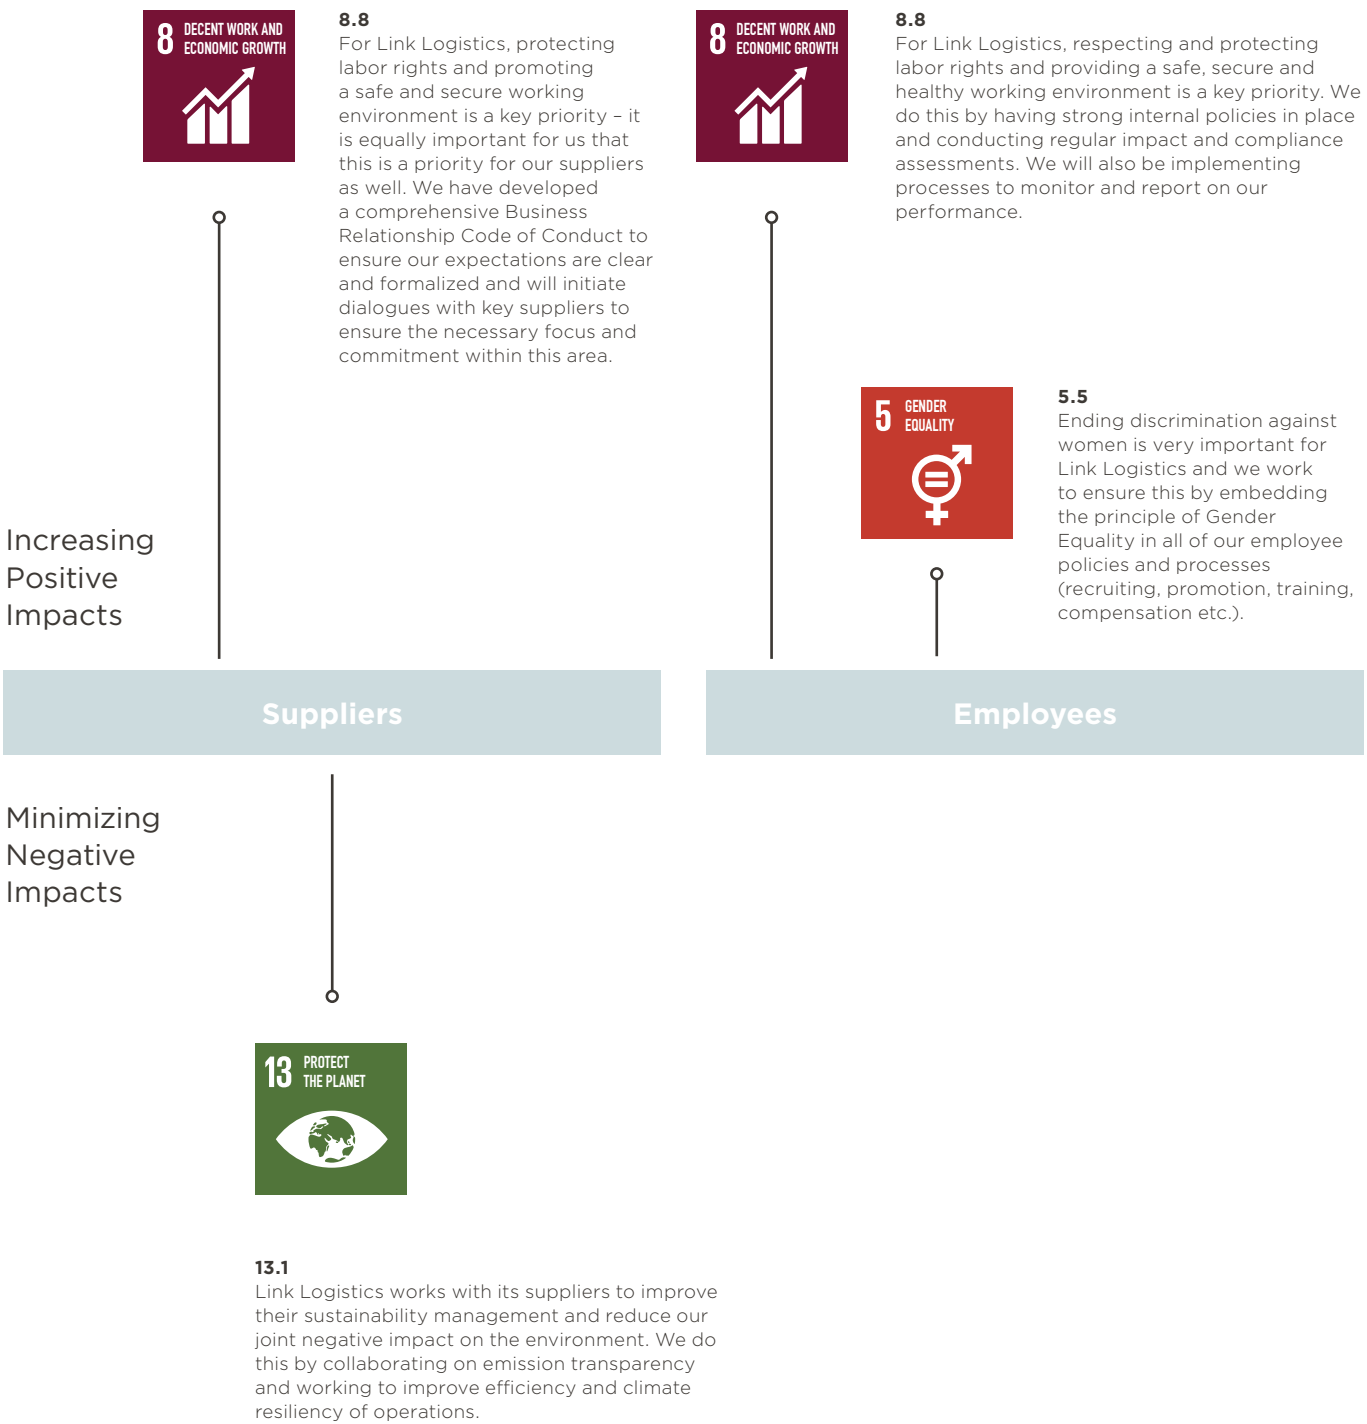 8 DECENT WORK AND
ECONOMIC GROWTH
8.8
For Link Logistics, protecting
labor rights and promoting
a safe and secure working
environment is a key priority – it
is equally important for us that
this is a priority for our suppliers
as well. We have developed
a comprehensive Business
Relationship Code of Conduct to
ensure our expectations are clear
and formalized and will initiate
dialogues with key suppliers to
ensure the necessary focus and
commitment within this area.
8 DECENT WORK AND
ECONOMIC GROWTH
8.8
For Link Logistics, respecting and protecting
labor rights and providing a safe, secure and
healthy working environment is a key priority. We
do this by having strong internal policies in place
and conducting regular impact and compliance
assessments. We will also be implementing
processes to monitor and report on our
performance.
5 GENDER
EQUALITY
5.5
Ending discrimination against
women is very important for
Link Logistics and we work
to ensure this by embedding
the principle of Gender
Equality in all of our employee
policies and processes
(recruiting, promotion, training,
compensation etc.).
Increasing
Positive
Impacts
Suppliers
Employees
Minimizing
Negative
Impacts
13 PROTECT
THE PLANET
13.1
Link Logistics works with its suppliers to improve
their sustainability management and reduce our
joint negative impact on the environment. We do
this by collaborating on emission transparency
and working to improve efficiency and climate
resiliency of operations.